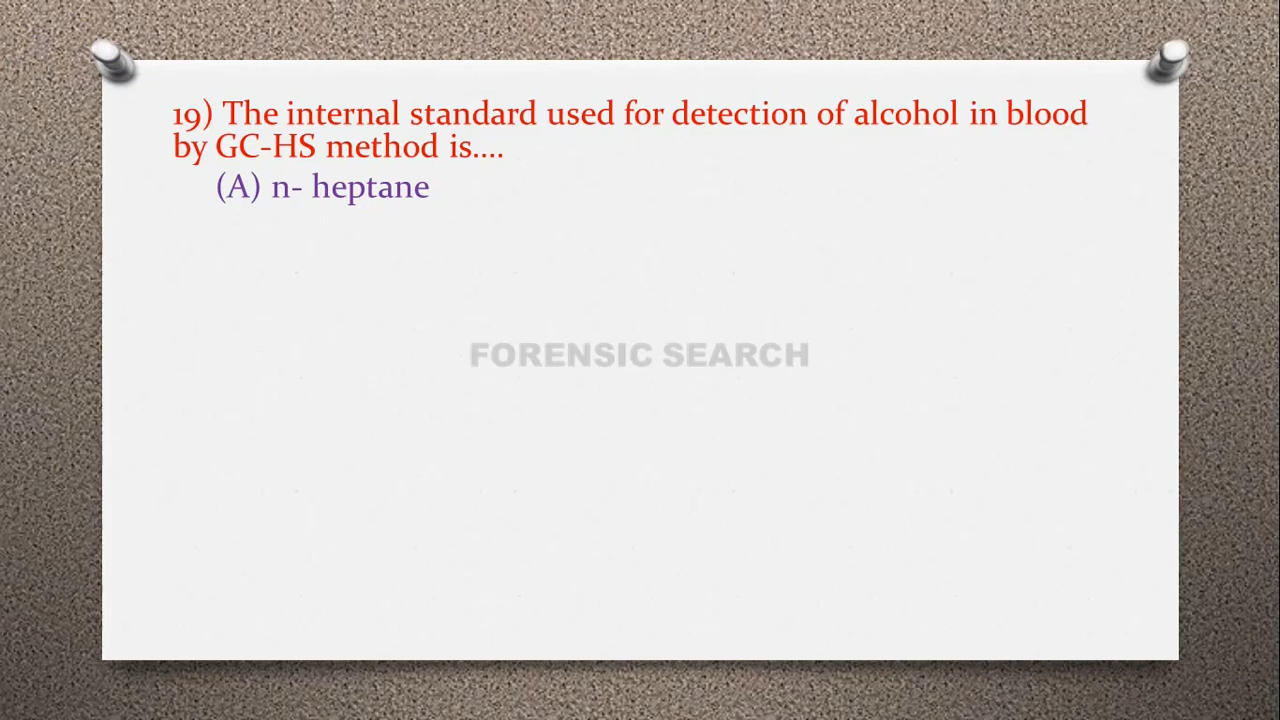 19) The internal standard used for detection of alcohol in blood
by GC-HS method is....
(A) n- heptane
FORENSIC SEARCH